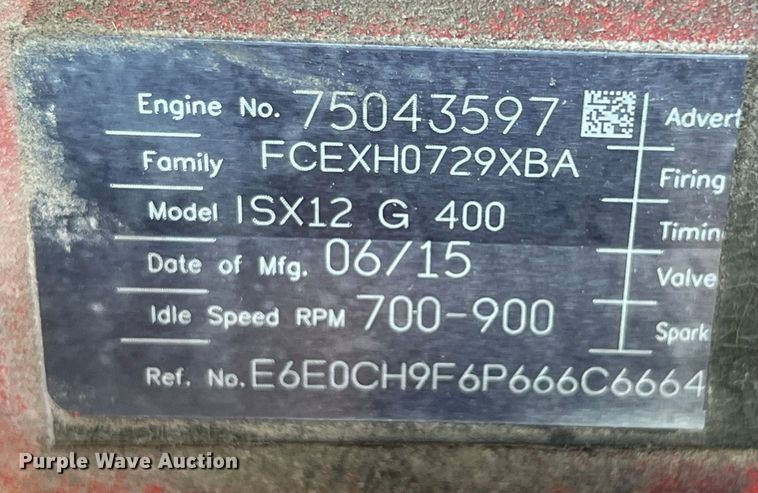 Engine No. 75043597 Advert
Family FCEXH0729XBA Firing
Model ISX12 G 400 Timin
Date of Mfg. 06/15 Valve
Idle Speed RPM 700-900 Spark
Ref. No. E6E0CH9F6P666C6664
Purple Wave Auction